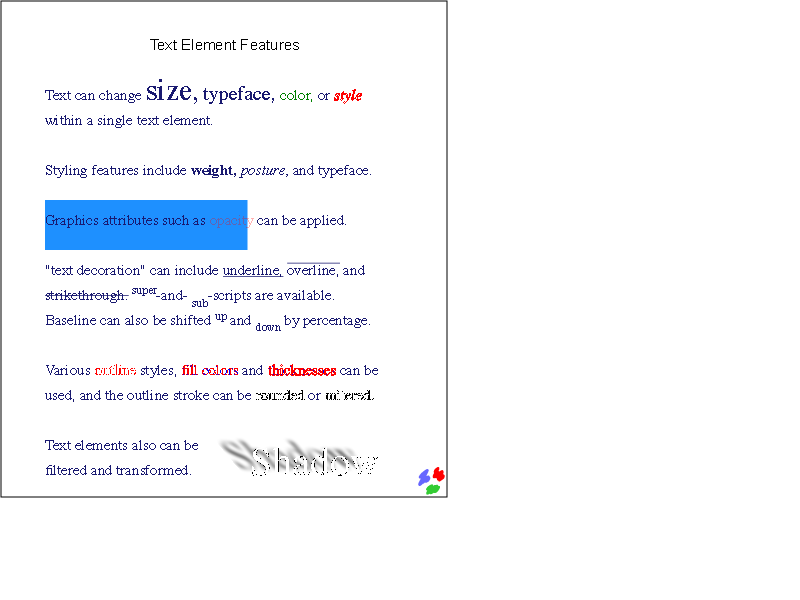 Text Element Features
Text can change size, typeface, color, or style
within a single text element.
Styling features include weight, posture, and typeface.
Graphics attributes such as opacity can be applied.
"text decoration" can include underline, overline, and
strikethrough. super-and- sub-scripts are available.
Baseline can also be shifted up and down by percentage.
Various outline styles, fill colors and thicknesses can be
used, and the outline stroke can be rounded or mitered.
Text elements also can be
filtered and transformed.
Shadow